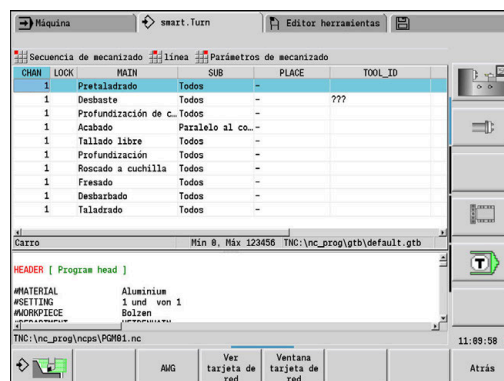 Máquina
smart.Turn
Editor herramientas
Secuencia de mecanizado línea Parámetros de mecanizado
CHAN LOCK MAIN SUB PLACE TOOL_ID
1 Pretaladrado Todos -
1 Desbaste Todos ???
1 Profundización de c… Todos -
1 Acabado Paralelo al co… -
1 Tallado libre Todos -
1 Profundización Todos -
1 Roscado a cuchilla Todos -
1 Fresado Todos -
1 Desbarbado Todos -
1 Taladrado Todos -
Carro Min 0, Máx 123456 TNC:\nc_prog\gtb\default.gtb
HEADER [ Program head ]
#MATERIAL Aluminium
#SETTING 1 und von 1
#WORKPIECE Bolzen
TNC:\nc_prog\ncps\PGM01.nc
T
11:09:58
AWG
Ver
tarjeta de
red
Ventana
tarjeta de
red
Atrás